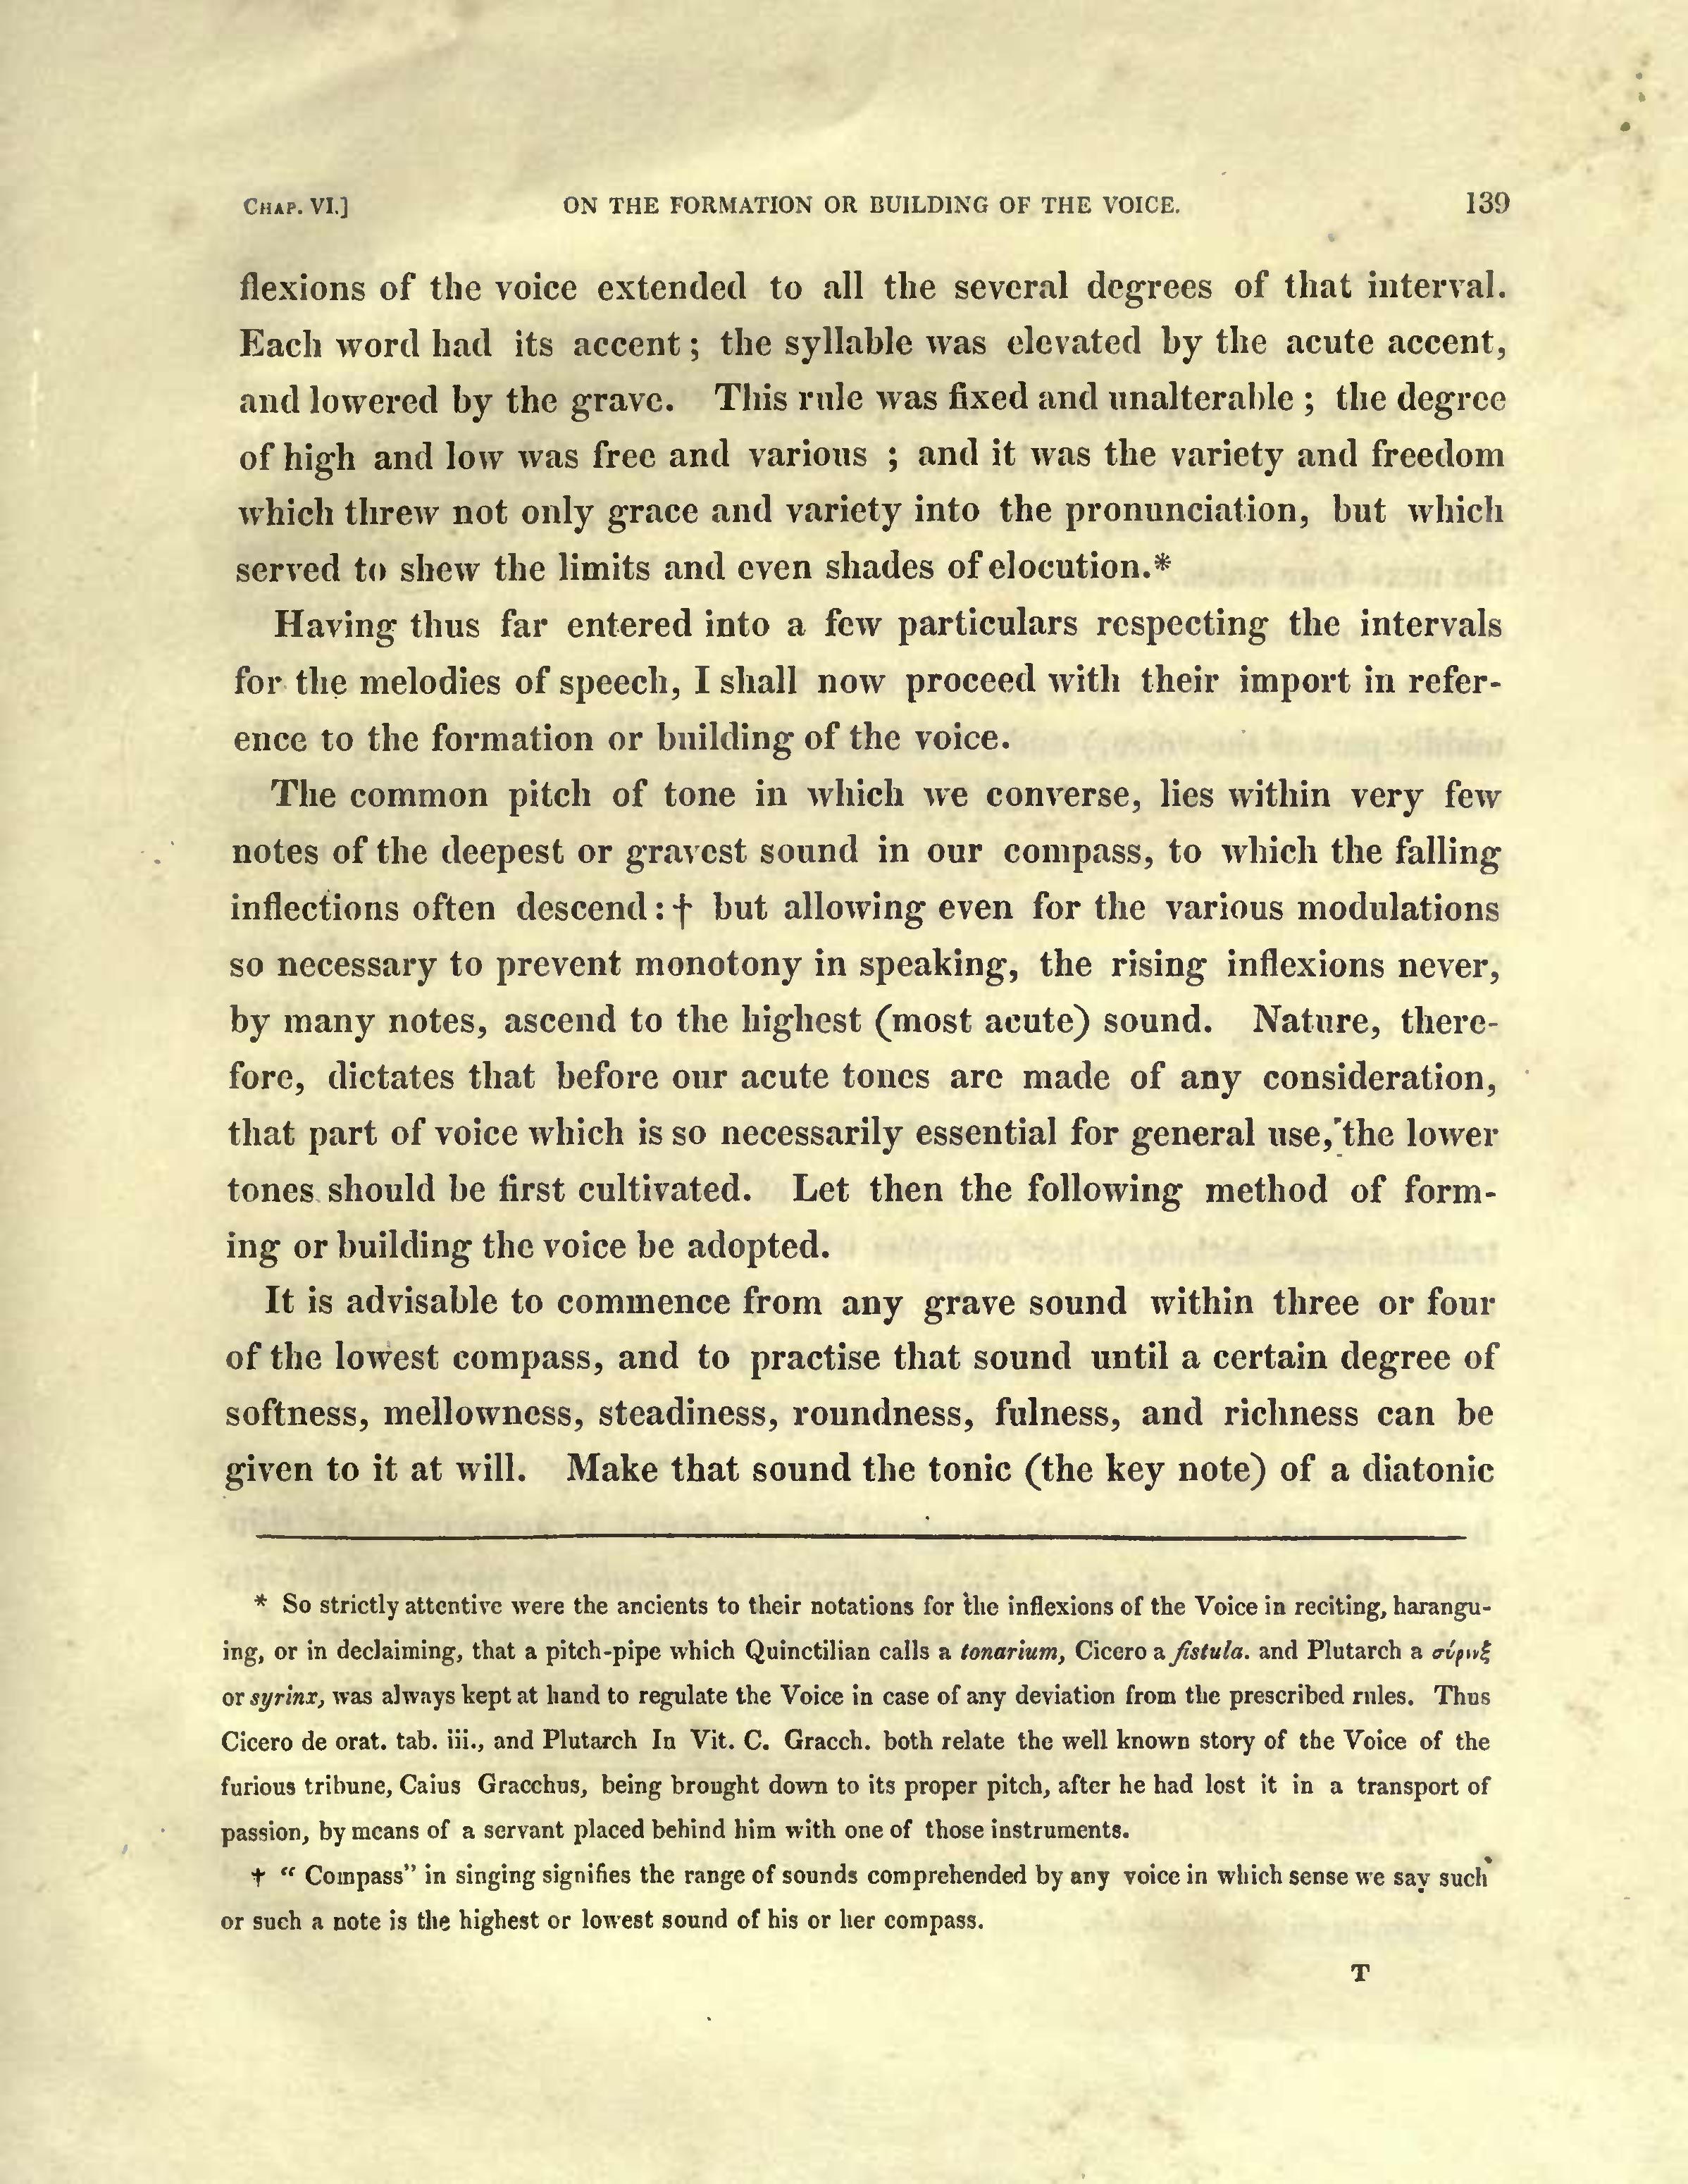 CHAP. VI.] ON THE FORMATION OR BUILDING OF THE VOICE. 139
flexions of the voice extended to all the several degrees of that interval.
Each word had its accent; the syllable was elevated by the acute accent,
and lowered by the grave. This rule was fixed and unalterable; the degree
of high and low was free and various; and it was the variety and freedom
which threw not only grace and variety into the pronunciation, but which
served to shew the limits and even shades of elocution.*
Having thus far entered into a few particulars respecting the intervals
for the melodies of speech, I shall now proceed with their import in refer-
ence to the formation or building of the voice.
The common pitch of tone in which we converse, lies within very few
notes of the deepest or gravest sound in our compass, to which the falling
inflections often descend:† but allowing even for the various modulations
so necessary to prevent monotony in speaking, the rising inflexions never,
by many notes, ascend to the highest (most acute) sound. Nature, there-
fore, dictates that before our acute tones are made of any consideration,
that part of voice which is so necessarily essential for general use, the lower
tones should be first cultivated. Let then the following method of form-
ing or building the voice be adopted.
It is advisable to commence from any grave sound within three or four
of the lowest compass, and to practise that sound until a certain degree of
softness, mellowness, steadiness, roundness, fulness, and richness can be
given to it at will. Make that sound the tonic (the key note) of a diatonic
* So strictly attentive were the ancients to their notations for the inflexions of the Voice in reciting, harangu-
ing, or in declaiming, that a pitch-pipe which Quinctilian calls a tonarium, Cicero a fistula. and Plutarch a σύριγξ
or syrinx, was always kept at hand to regulate the Voice in case of any deviation from the prescribed rules. Thus
Cicero de orat. tab. iii., and Plutarch In Vit. C. Gracch. both relate the well known story of the Voice of the
furious tribune, Caius Gracchus, being brought down to its proper pitch, after he had lost it in a transport of
passion, by means of a servant placed behind him with one of those instruments.
† “ Compass” in singing signifies the range of sounds comprehended by any voice in which sense we say such
or such a note is the highest or lowest sound of his or her compass.
T